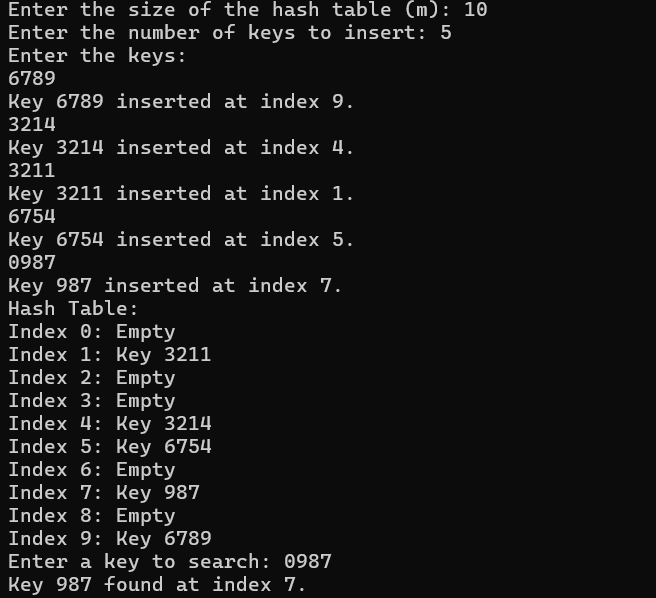 Enter the size of the hash table (m): 10
Enter the number of keys to insert: 5
Enter the keys:
6789
Key 6789 inserted at index 9.
3214
Key 3214 inserted at index 4.
3211
Key 3211 inserted at index 1.
6754
Key 6754 inserted at index 5.
0987
Key 987 inserted at index 7.
Hash Table:
Index 0: Empty
Index 1: Key 3211
Index 2: Empty
Index 3: Empty
Index 4: Key 3214
Index 5: Key 6754
Index 6: Empty
Index 7: Key 987
Index 8: Empty
Index 9: Key 6789
Enter a key to search: 0987
Key 987 found at index 7.